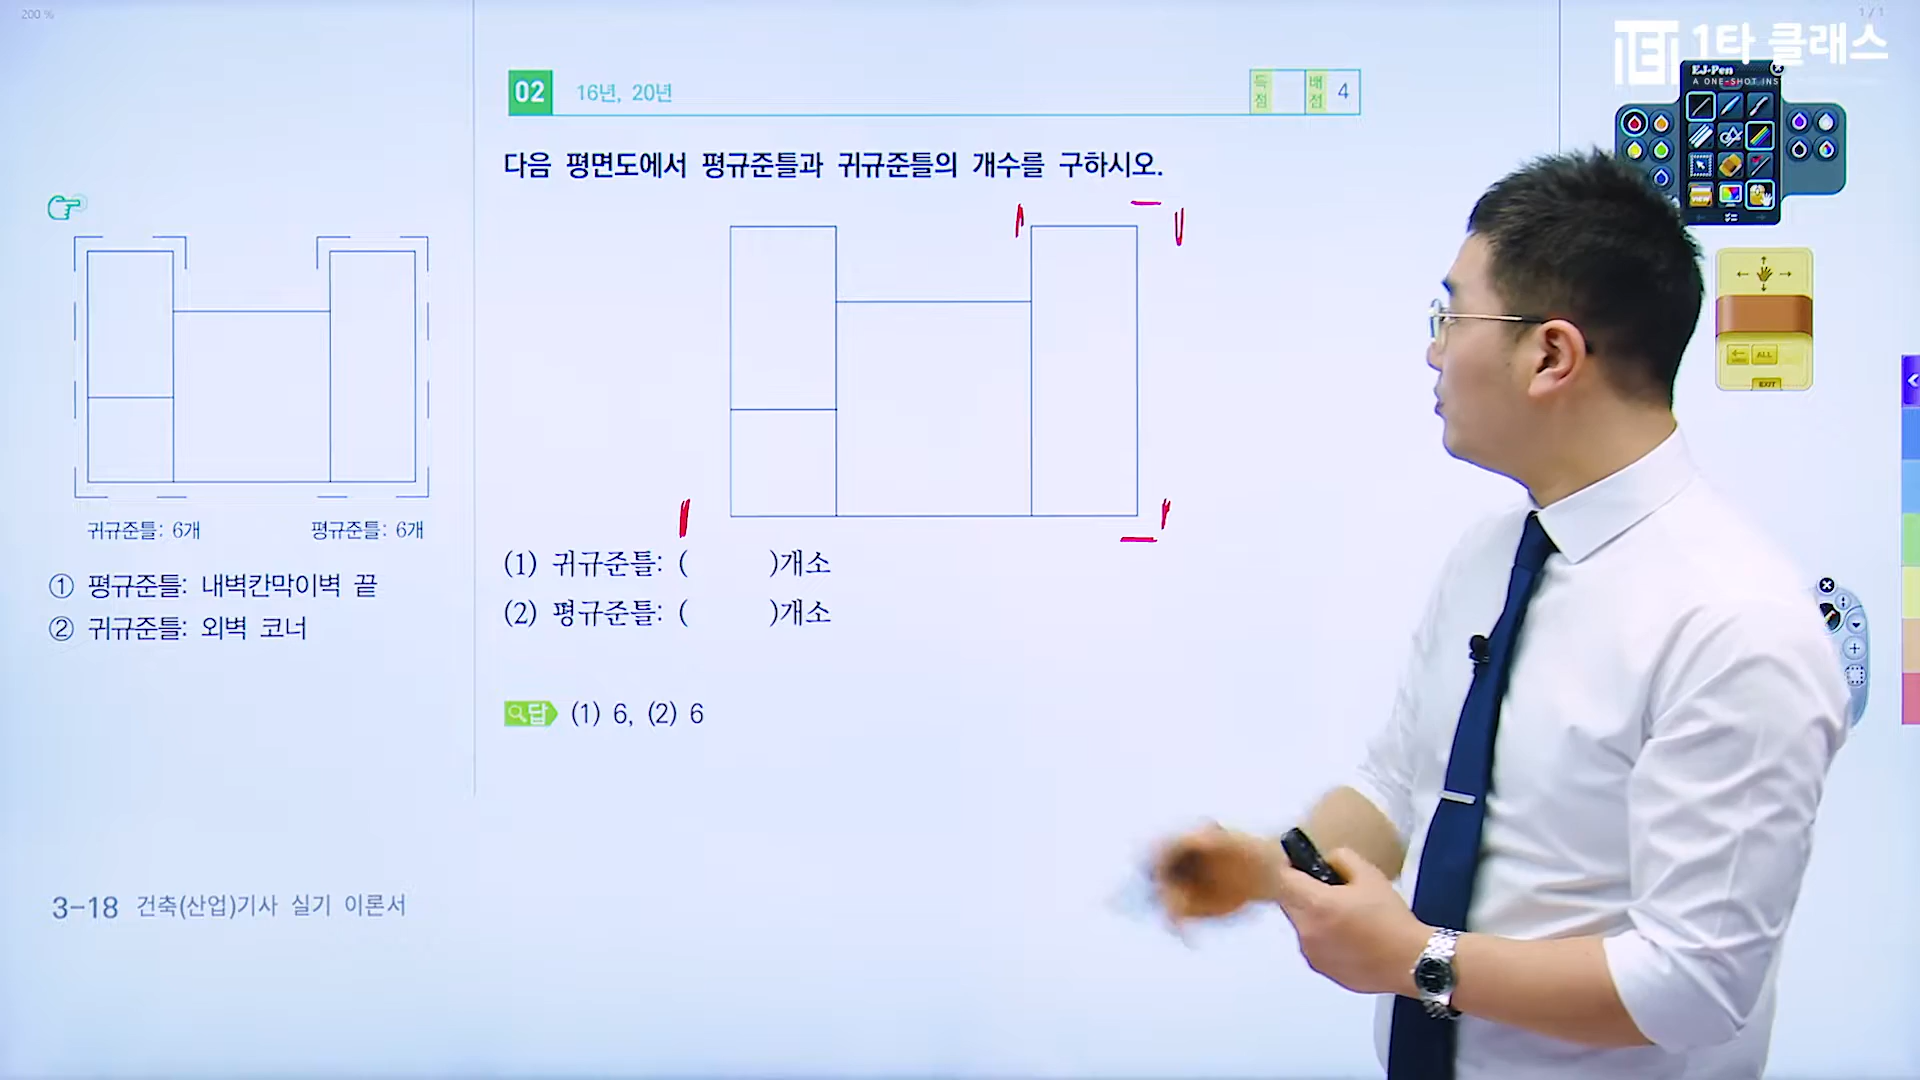 200 %
1 / 1
1타 클래스
EJ-Pen
A ONE-SHOT INS
02 16년, 20년
득점
배점 4
다음 평면도에서 평규준틀과 귀규준틀의 개수를 구하시오.
귀규준틀: 6개 평규준틀: 6개
① 평규준틀: 내벽칸막이벽 끝
② 귀규준틀: 외벽 코너
(1) 귀규준틀: ( )개소
(2) 평규준틀: ( )개소
답 (1) 6, (2) 6
3-18 건축(산업)기사 실기 이론서
VIEW
ALL
EXIT